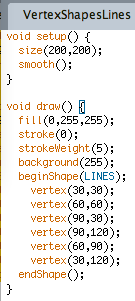 VertexShapesLines
void setup() {
  size(200,200);
  smooth();
}

void draw() {
  fill(0,255,255);
  stroke(0);
  strokeWeight(5);
  background(255);
  beginShape(LINES);
    vertex(30,30);
    vertex(60,60);
    vertex(90,30);
    vertex(90,120);
    vertex(60,90);
    vertex(30,120);
  endShape();
}